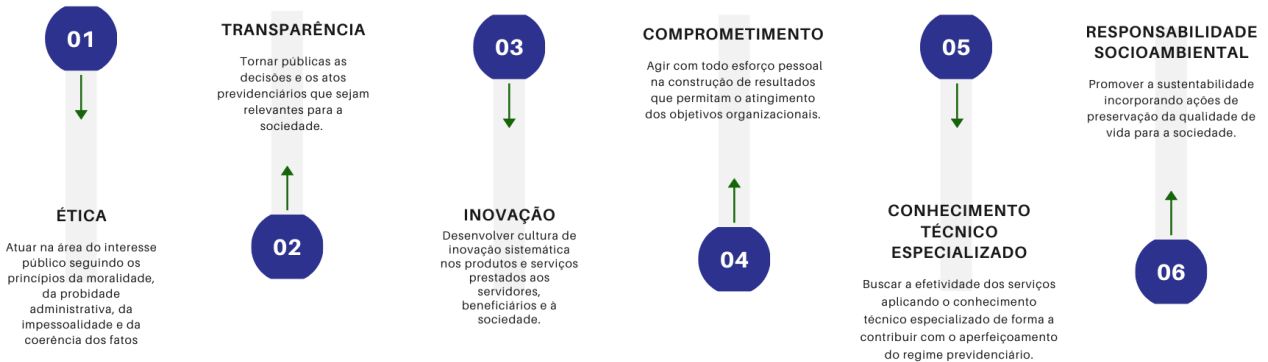 01
ÉTICA
Atuar na área do interesse
público seguindo os
princípios da moralidade,
da probidade
administrativa, da
impessoalidade e da
coerência dos fatos
TRANSPARÊNCIA
Tornar públicas as
decisões e os atos
previdenciários que sejam
relevantes para a
sociedade.
02
03
INOVAÇÃO
Desenvolver cultura de
inovação sistemática
nos produtos e serviços
prestados aos
servidores,
beneficiários e à
sociedade.
COMPROMETIMENTO
Agir com todo esforço pessoal
na construção de resultados
que permitam o atingimento
dos objetivos organizacionais.
04
05
CONHECIMENTO
TÉCNICO
ESPECIALIZADO
Buscar a efetividade dos serviços
aplicando o conhecimento
técnico especializado de forma a
contribuir com o aperfeiçoamento
do regime previdenciário.
RESPONSABILIDADE
SOCIOAMBIENTAL
Promover a sustentabilidade
incorporando ações de
preservação da qualidade de
vida para a sociedade.
06